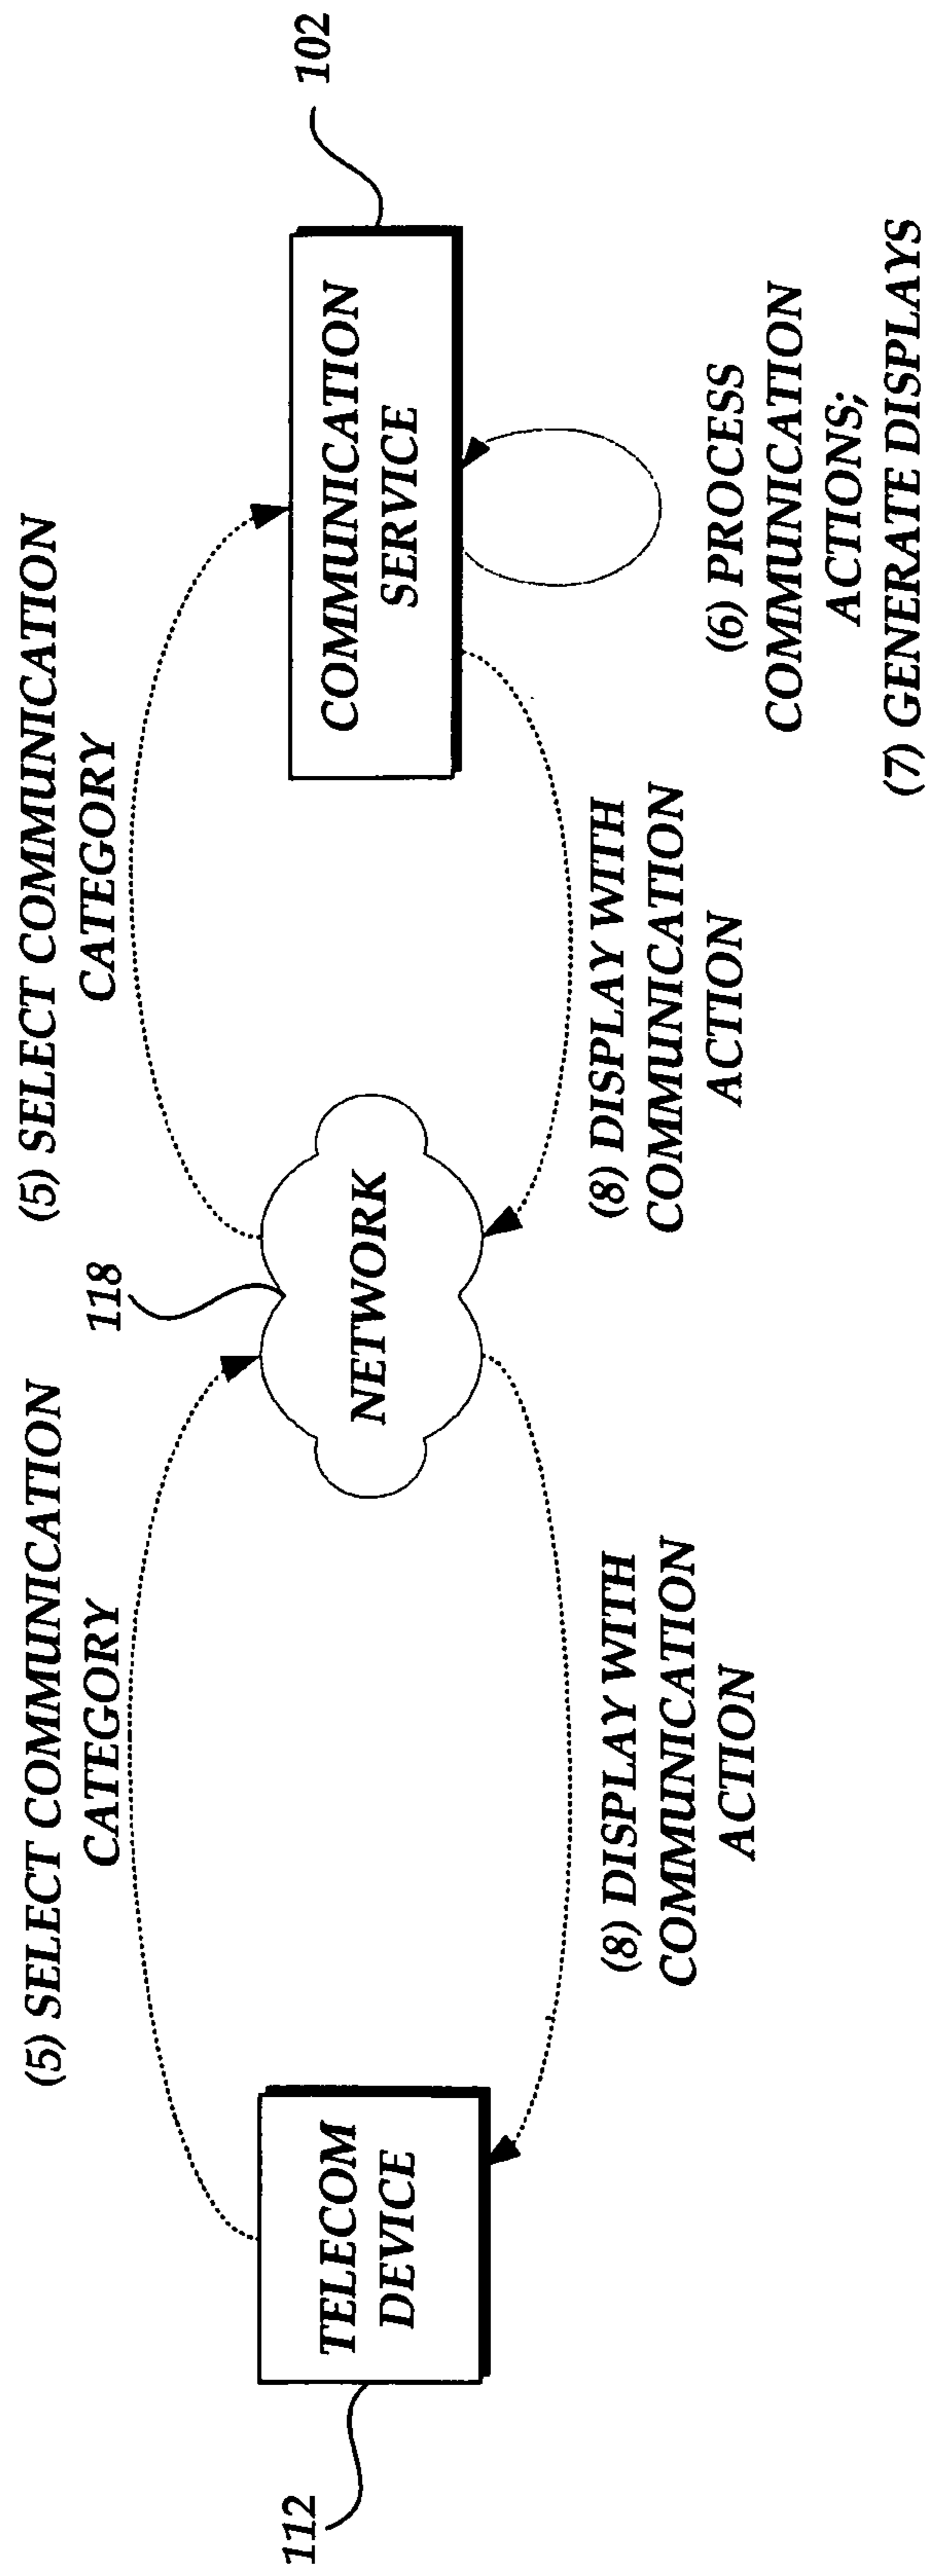 (5) SELECT COMMUNICATION
CATEGORY
(5) SELECT COMMUNICATION
CATEGORY
118
102
112
TELECOM
DEVICE
NETWORK
COMMUNICATION
SERVICE
(8) DISPLAY WITH
COMMUNICATION
ACTION
(8) DISPLAY WITH
COMMUNICATION
ACTION
(6) PROCESS
COMMUNICATION
ACTIONS;
(7) GENERATE DISPLAYS